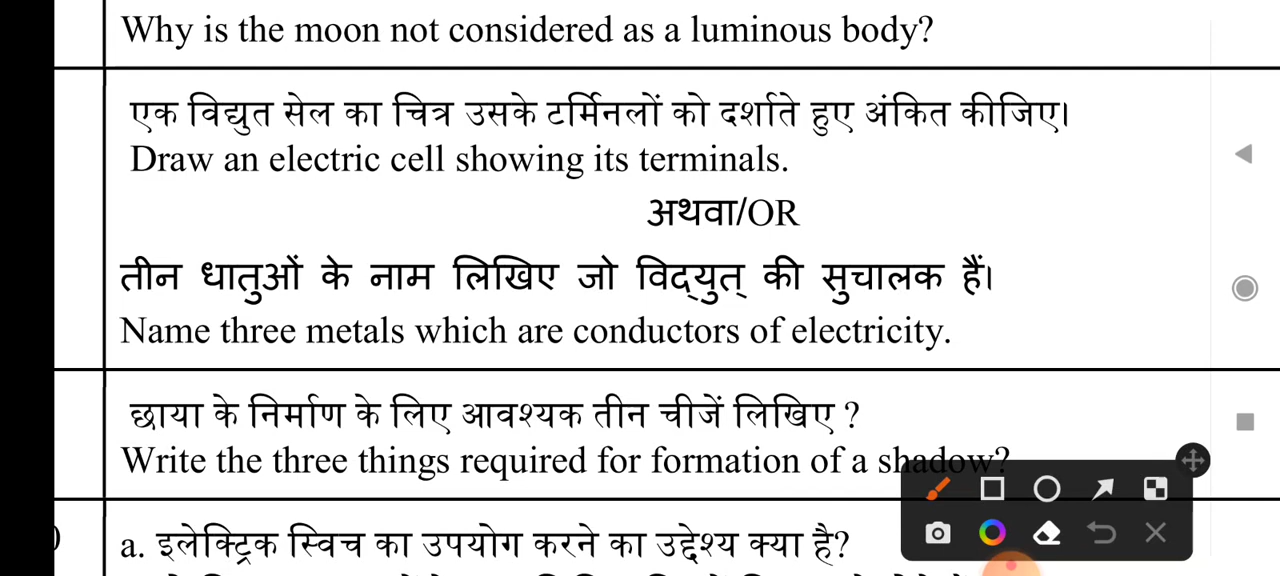 Why is the moon not considered as a luminous body?
एक विद्युत सेल का चित्र उसके टर्मिनलों को दर्शाते हुए अंकित कीजिए।
Draw an electric cell showing its terminals.
अथवा/OR
तीन धातुओं के नाम लिखिए जो विद्‌युत् की सुचालक हैं।
Name three metals which are conductors of electricity.
छाया के निर्माण के लिए आवश्यक तीन चीजें लिखिए ?
Write the three things required for formation of a shadow?
a. इलेक्ट्रिक स्विच का उपयोग करने का उद्देश्य क्या है?